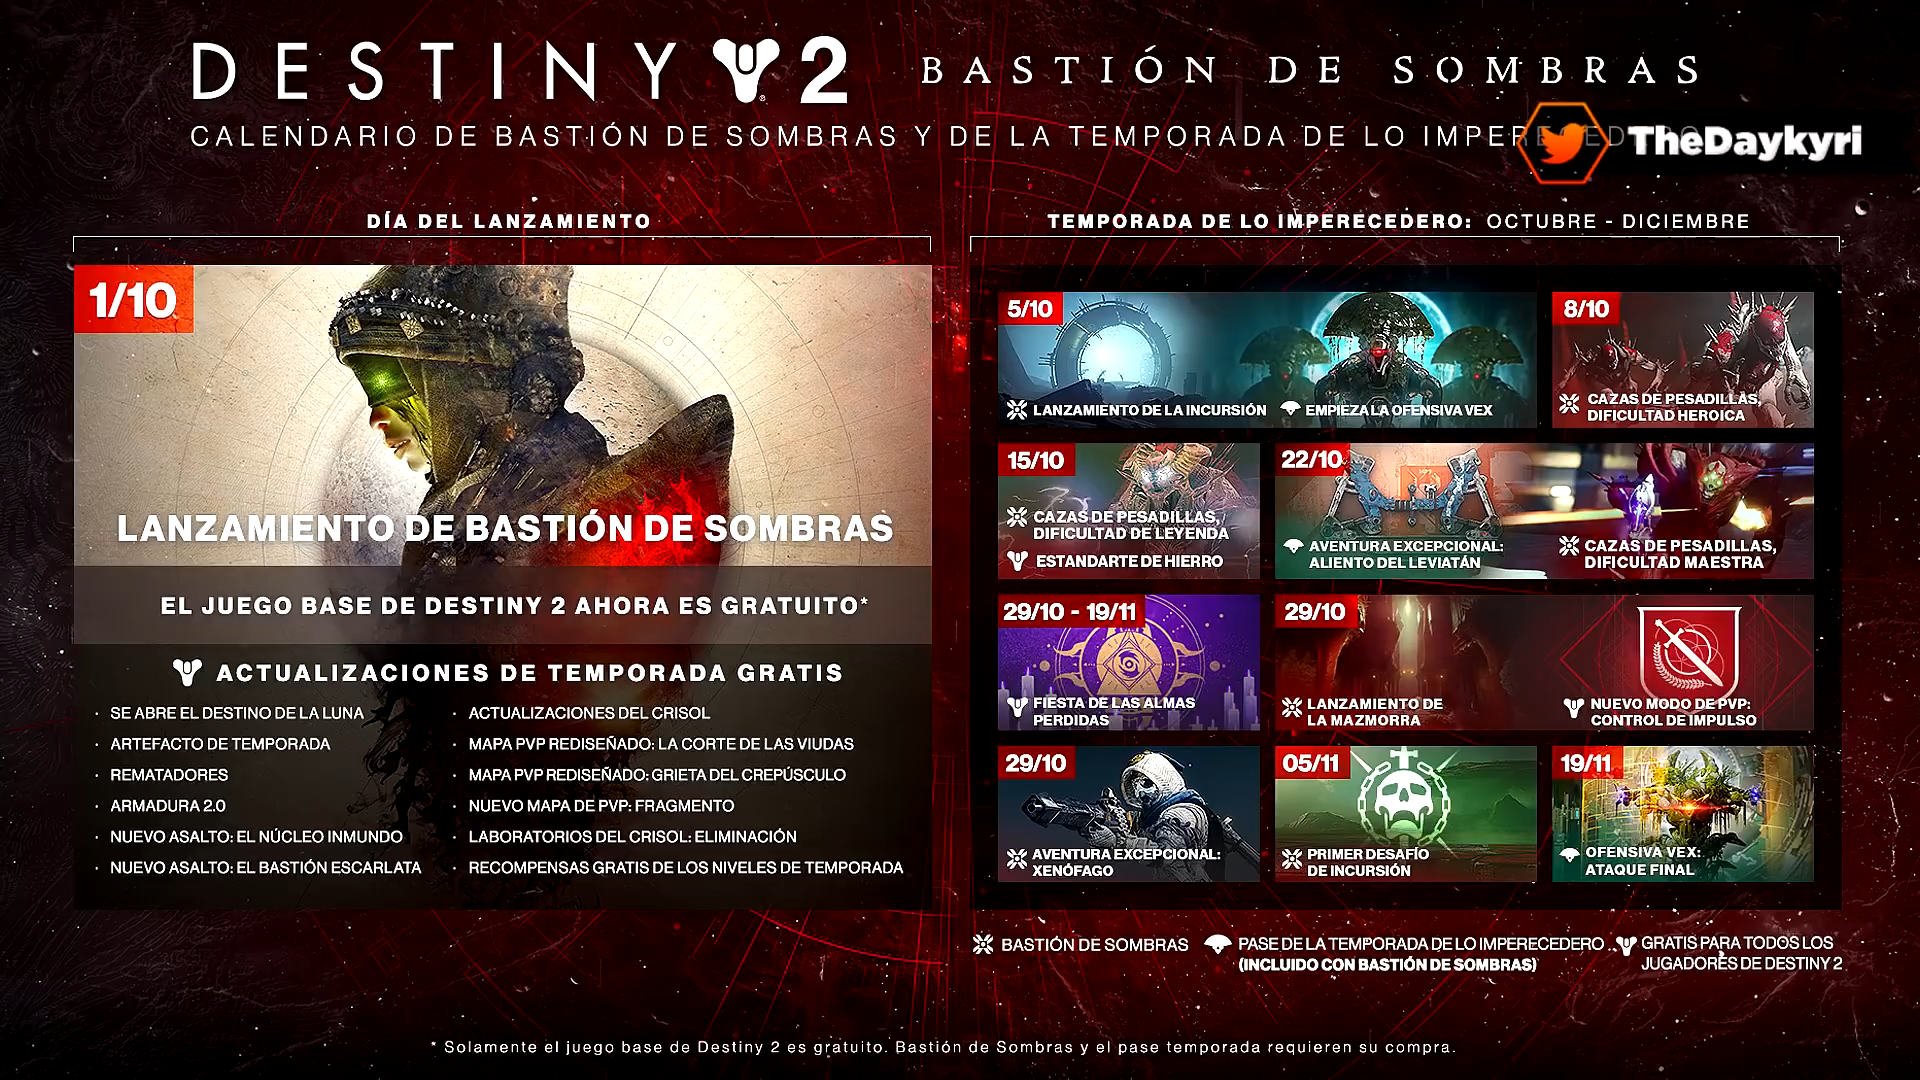 DESTINY 2
BASTIÓN DE SOMBRAS
CALENDARIO DE BASTIÓN DE SOMBRAS Y DE LA TEMPORADA DE LO
TheDaykyri
DÍA DEL LANZAMIENTO
1/10
LANZAMIENTO DE BASTIÓN DE SOMBRAS
EL JUEGO BASE DE DESTINY 2 AHORA ES GRATUITO*
ACTUALIZACIONES DE TEMPORADA GRATIS
· SE ABRE EL DESTINO DE LA LUNA
· ARTEFACTO DE TEMPORADA
· REMATADORES
· ARMADURA 2.0
· NUEVO ASALTO: EL NÚCLEO INMUNDO
· NUEVO ASALTO: EL BASTIÓN ESCARLATA
· ACTUALIZACIONES DEL CRISOL
· MAPA PVP REDISEÑADO: LA CORTE DE LAS VIUDAS
· MAPA PVP REDISEÑADO: GRIETA DEL CREPÚSCULO
· NUEVO MAPA DE PVP: FRAGMENTO
· LABORATORIOS DEL CRISOL: ELIMINACIÓN
· RECOMPENSAS GRATIS DE LOS NIVELES DE TEMPORADA
TEMPORADA DE LO IMPERECEDERO: OCTUBRE - DICIEMBRE
5/10
LANZAMIENTO DE LA INCURSIÓN
EMPIEZA LA OFENSIVA VEX
8/10
CAZAS DE PESADILLAS,
DIFICULTAD HEROICA
15/10
CAZAS DE PESADILLAS,
DIFICULTAD DE LEYENDA
ESTANDARTE DE HIERRO
22/10
AVENTURA EXCEPCIONAL:
ALIENTO DEL LEVIATÁN
CAZAS DE PESADILLAS,
DIFICULTAD MAESTRA
29/10 - 19/11
FIESTA DE LAS ALMAS
PERDIDAS
29/10
LANZAMIENTO DE
LA MAZMORRA
NUEVO MODO DE PVP:
CONTROL DE IMPULSO
29/10
AVENTURA EXCEPCIONAL:
XENÓFAGO
05/11
PRIMER DESAFÍO
DE INCURSIÓN
19/11
OFENSIVA VEX:
ATAQUE FINAL
BASTIÓN DE SOMBRAS
PASE DE LA TEMPORADA DE LO IMPERECEDERO
(INCLUIDO CON BASTIÓN DE SOMBRAS)
GRATIS PARA TODOS LOS
JUGADORES DE DESTINY 2
* Solamente el juego base de Destiny 2 es gratuito. Bastión de Sombras y el pase temporada requieren su compra.